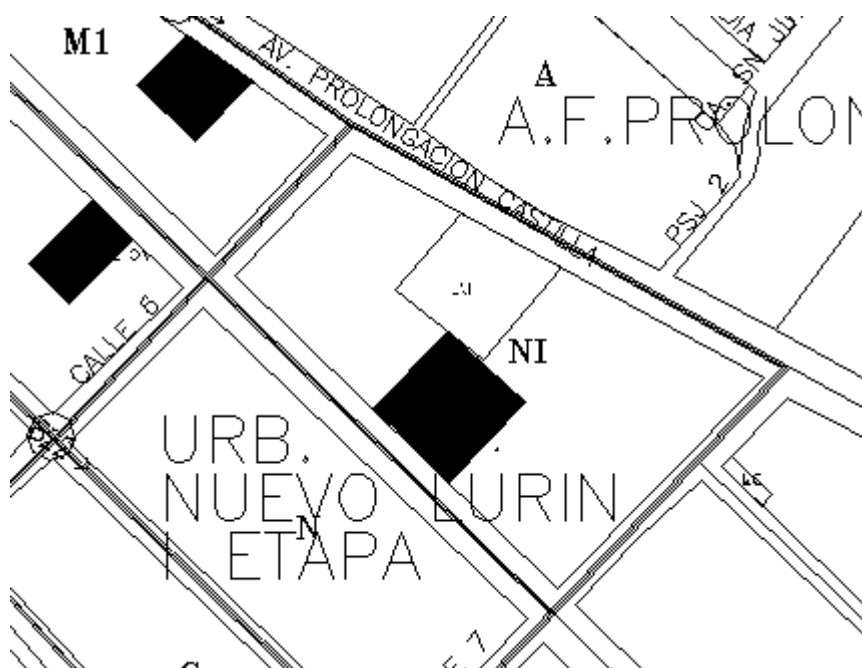 M1
AV. PROLONGACION CASTILLA
A
A.F.PROLON
PSJ 2
CALLE 6
NI
URB.
NUEVO LURIN
I ETAPA
N